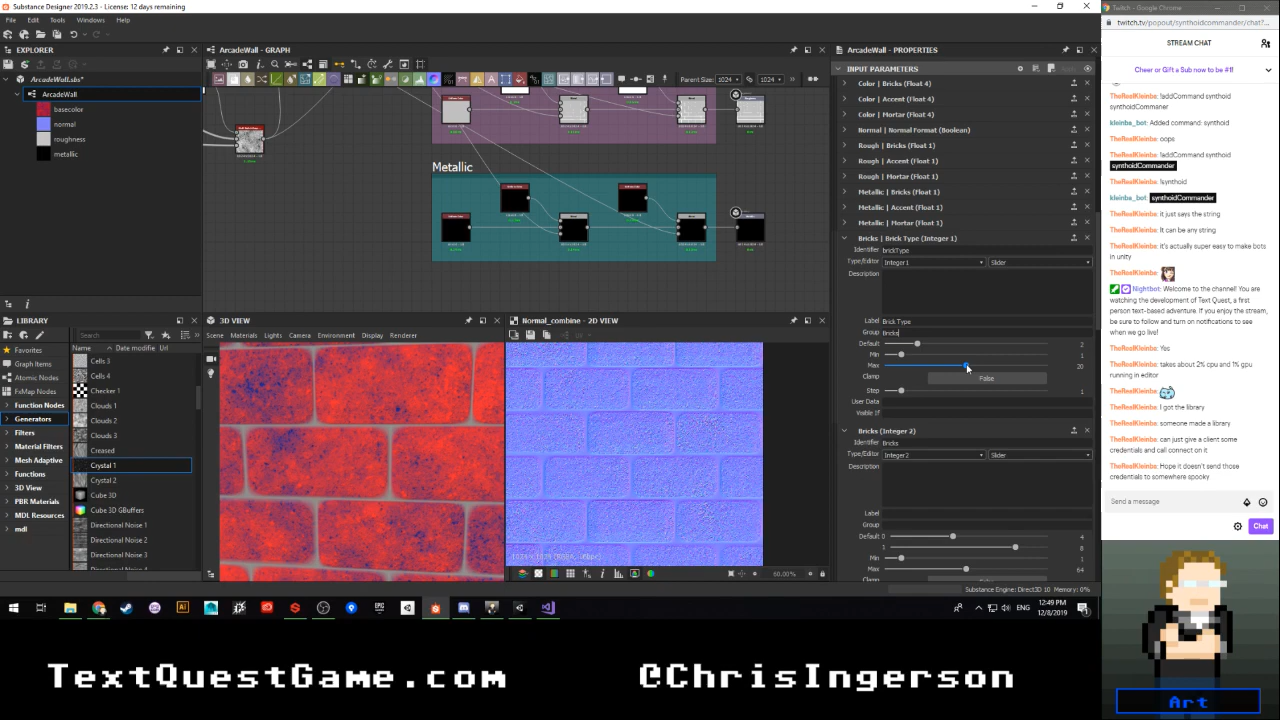 Substance Designer 2019.2.3 - License: 12 days remaining
File Edit Tools Windows Help
EXPLORER
ArcadeWall.sbs*
ArcadeWall
basecolor
normal
roughness
metallic
ArcadeWall - GRAPH
Parent Size: 1024
1024
Metallic
LIBRARY
Search
Favorites
Graph Items
Atomic Nodes
FxMap Nodes
Function Nodes
Generators
Filters
Material Filters
Mesh Adaptive
Functions
3D View
PBR Materials
MDL Resources
mdl
Name Date modified Url
Cells 3
Cells 4
Checker 1
Clouds 1
Clouds 2
Clouds 3
Creased
Crystal 1
Crystal 2
Cube 3D
Cube 3D GBuffers
Directional Noise 1
Directional Noise 2
Directional Noise 3
3D VIEW
Scene Materials Lights Camera Environment Display Renderer
Normal_combine - 2D VIEW
60.00%
ArcadeWall - PROPERTIES
INPUT PARAMETERS
Color | Bricks (Float 4)
Color | Accent (Float 4)
Color | Mortar (Float 4)
Normal | Normal Format (Boolean)
Rough | Bricks (Float 1)
Rough | Accent (Float 1)
Rough | Mortar (Float 1)
Metallic | Bricks (Float 1)
Metallic | Accent (Float 1)
Metallic | Mortar (Float 1)
Bricks | Brick Type (Integer 1)
Identifier brickType
Type/Editor Integer1 Slider
Description
Label Brick Type
Group Bricks
Default 2
Min 1
Max 20
Clamp False
Step 1
User Data
Visible If
Bricks (Integer 2)
Identifier Bricks
Type/Editor Integer2 Slider
Description
Label
Group
Default 0 4
1 8
Min 1
Max 64
Substance Engine: Direct3D 10 Memory: 0%
ENG
12:49 PM
12/8/2019
Twitch - Google Chrome
twitch.tv/popout/synthoidcommander/chat?...
STREAM CHAT
Cheer or Gift a Sub now to be #1!
TheRealKleinba: !addCommand synthoid
synthoidCommaner
kleinba_bot: Added command: synthoid
TheRealKleinba: oops
TheRealKleinba: !addCommand synthoid
synthoidCommander
TheRealKleinba: !synthoid
kleinba_bot: synthoidCommander
TheRealKleinba: it just says the string
TheRealKleinba: It can be any string
TheRealKleinba: it's actually super easy to make bots
in unity
TheRealKleinba:
Nightbot: Welcome to the channel! You are
watching the development of Text Quest, a first
person text-based adventure. If you enjoy the stream,
be sure to follow and turn on notifications to see
when we go live!
TheRealKleinba: Yes
TheRealKleinba: takes about 2% cpu and 1% gpu
running in editor
TheRealKleinba:
TheRealKleinba: I got the library
TheRealKleinba: someone made a library
TheRealKleinba: can just give a client some
credentials and call connect on it
TheRealKleinba: Hope it doesn't send those
credentials to somewhere spooky
Send a message
Chat
TextQuestGame.com @ChrisIngerson
Art